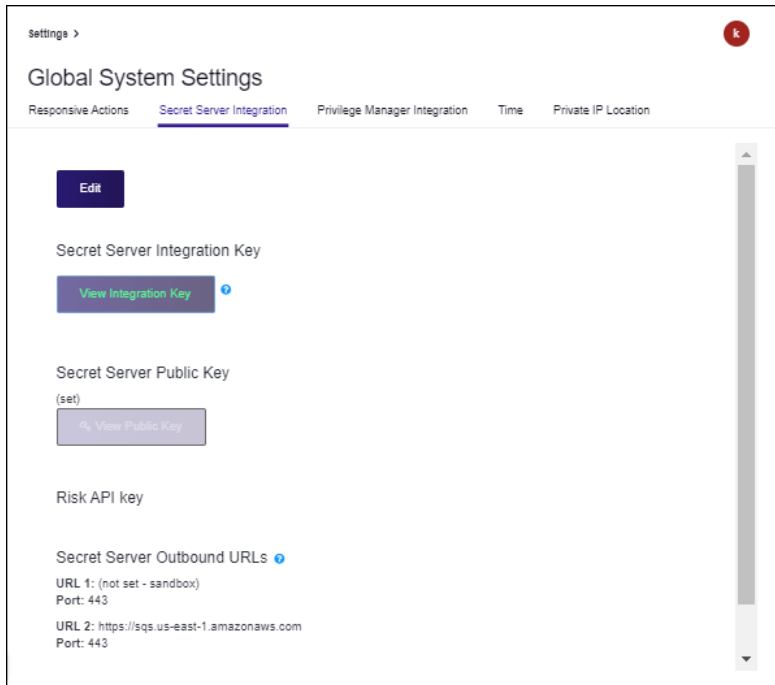 Settings >
k
Global System Settings
Responsive Actions Secret Server Integration Privilege Manager Integration Time Private IP Location
Edit
Secret Server Integration Key
View Integration Key ?
Secret Server Public Key
(set)
View Public Key
Risk API key
Secret Server Outbound URLs ?
URL 1: (not set - sandbox)
Port: 443
URL 2: https://sqs.us-east-1.amazonaws.com
Port: 443